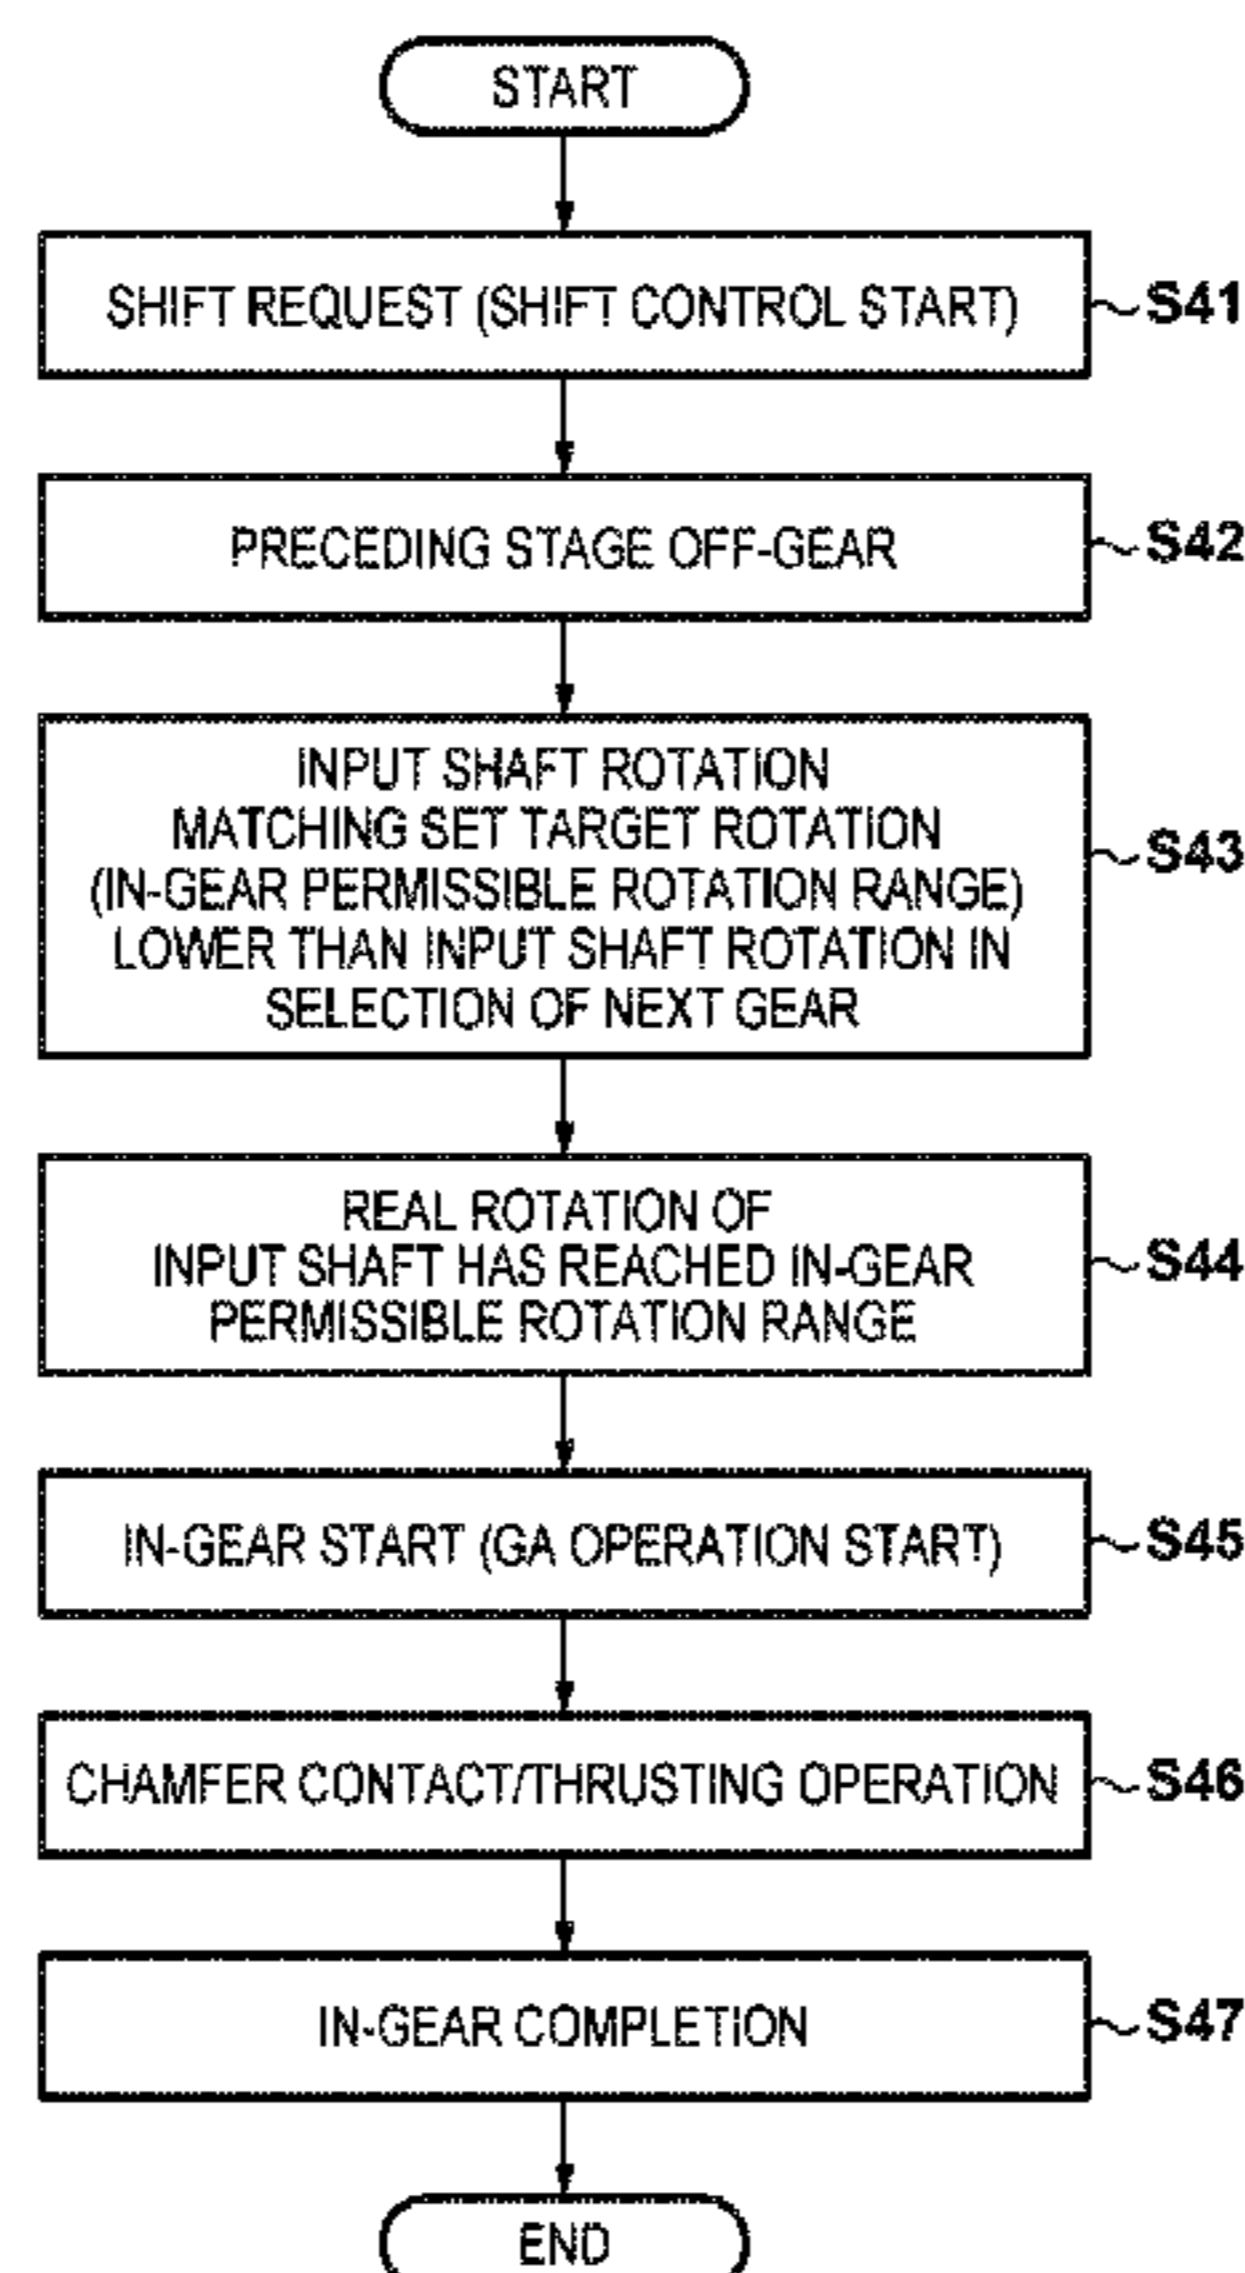 START
SHIFT REQUEST (SHIFT CONTROL START)
S41
PRECEDING STAGE OFF-GEAR
S42
INPUT SHAFT ROTATION
MATCHING SET TARGET ROTATION
(IN-GEAR PERMISSIBLE ROTATION RANGE)
LOWER THAN INPUT SHAFT ROTATION IN
SELECTION OF NEXT GEAR
S43
REAL ROTATION OF
INPUT SHAFT HAS REACHED IN-GEAR
PERMISSIBLE ROTATION RANGE
S44
IN-GEAR START (GA OPERATION START)
S45
CHAMFER CONTACT/THRUSTING OPERATION
S46
IN-GEAR COMPLETION
S47
END